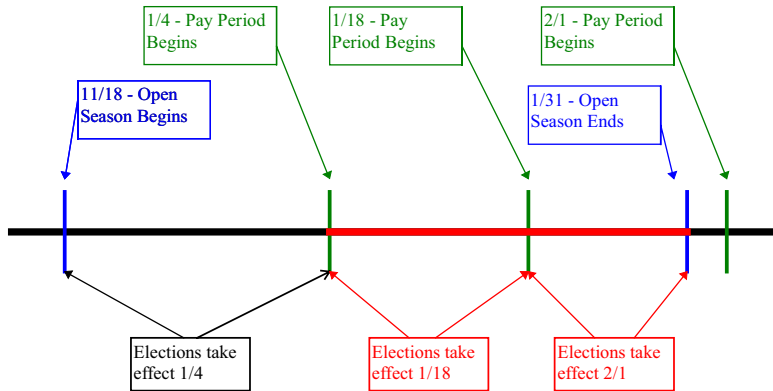 1/4 - Pay Period
Begins
1/18 - Pay
Period Begins
2/1 - Pay Period
Begins
11/18 - Open
Season Begins
1/31 - Open
Season Ends
Elections take
effect 1/4
Elections take
effect 1/18
Elections take
effect 2/1